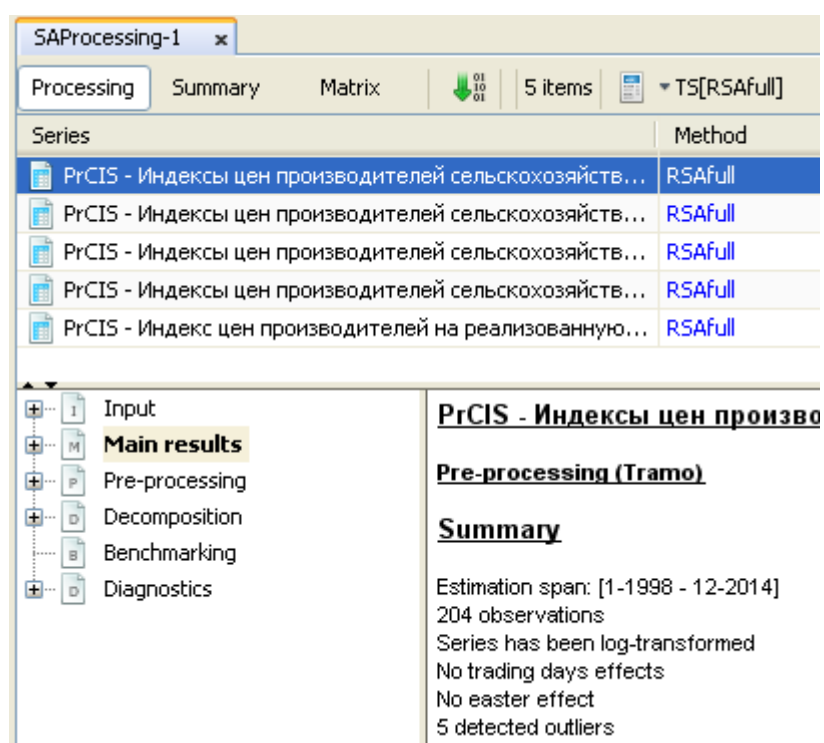 SAProcessing-1 x
Processing Summary Matrix 5 items TS[RSAfull]
Series Method
PrCIS - Индексы цен производителей сельскохозяйств... RSAfull
PrCIS - Индексы цен производителей сельскохозяйств... RSAfull
PrCIS - Индексы цен производителей сельскохозяйств... RSAfull
PrCIS - Индексы цен производителей сельскохозяйств... RSAfull
PrCIS - Индекс цен производителей на реализованную... RSAfull
I Input
M Main results
P Pre-processing
D Decomposition
B Benchmarking
D Diagnostics
PrCIS - Индексы цен произво
Pre-processing (Tramo)
Summary
Estimation span: [1-1998 - 12-2014]
204 observations
Series has been log-transformed
No trading days effects
No easter effect
5 detected outliers